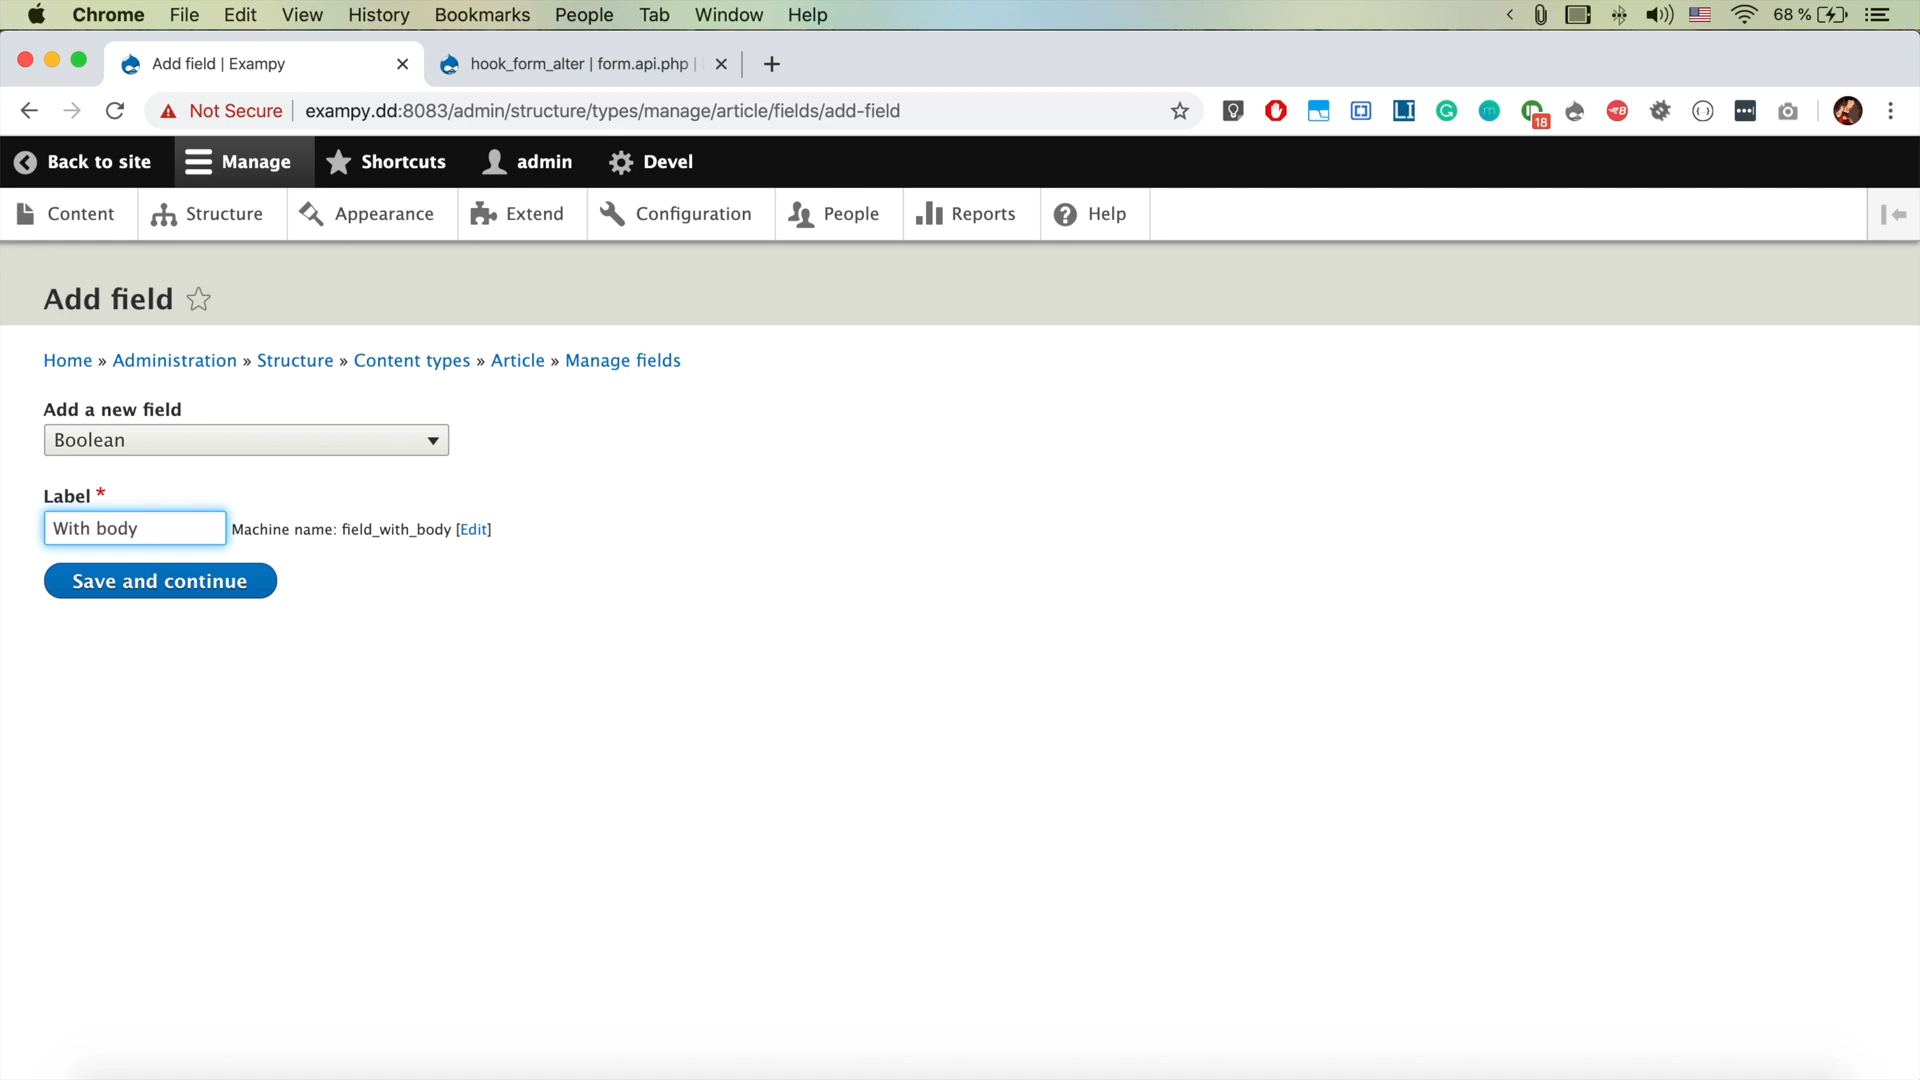 Chrome File Edit View History Bookmarks People Tab Window Help 68 %
Add field | Exampy hook_form_alter | form.api.php |
Not Secure exampy.dd:8083/admin/structure/types/manage/article/fields/add-field 18
Back to site Manage Shortcuts admin Devel
Content Structure Appearance Extend Configuration People Reports Help
Add field
Home » Administration » Structure » Content types » Article » Manage fields
Add a new field
Boolean
Label *
With body Machine name: field_with_body [Edit]
Save and continue